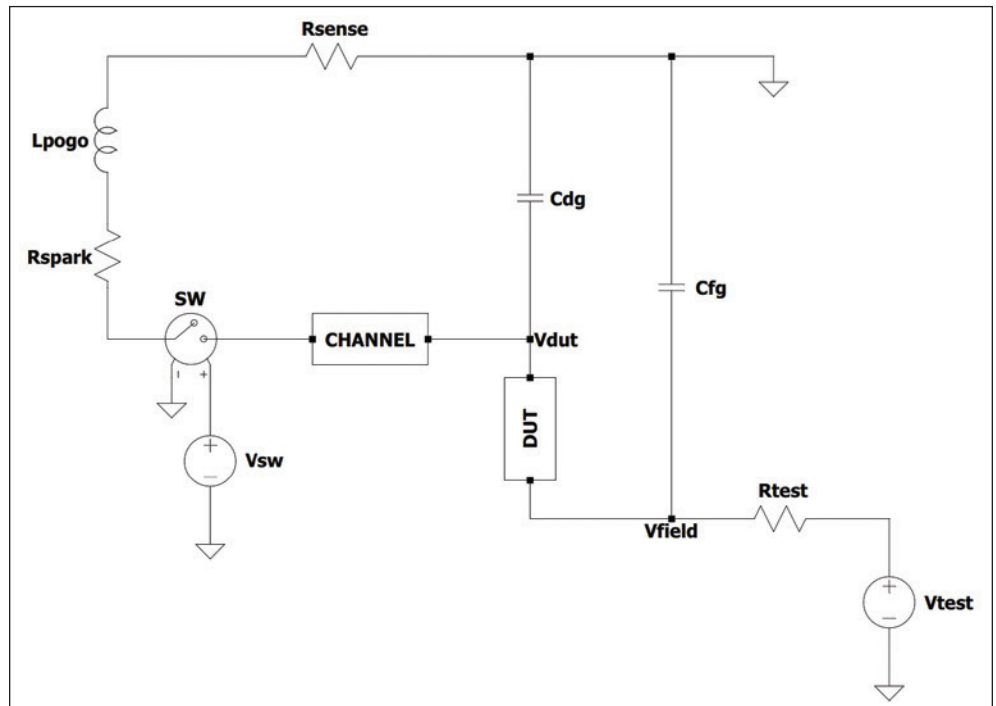 Rsense
Lpogo
Cdg
Rspark
Cfg
SW
CHANNEL
Vdut
- +
DUT
+
-
Vsw
Rtest
Vfield
+
-
Vtest